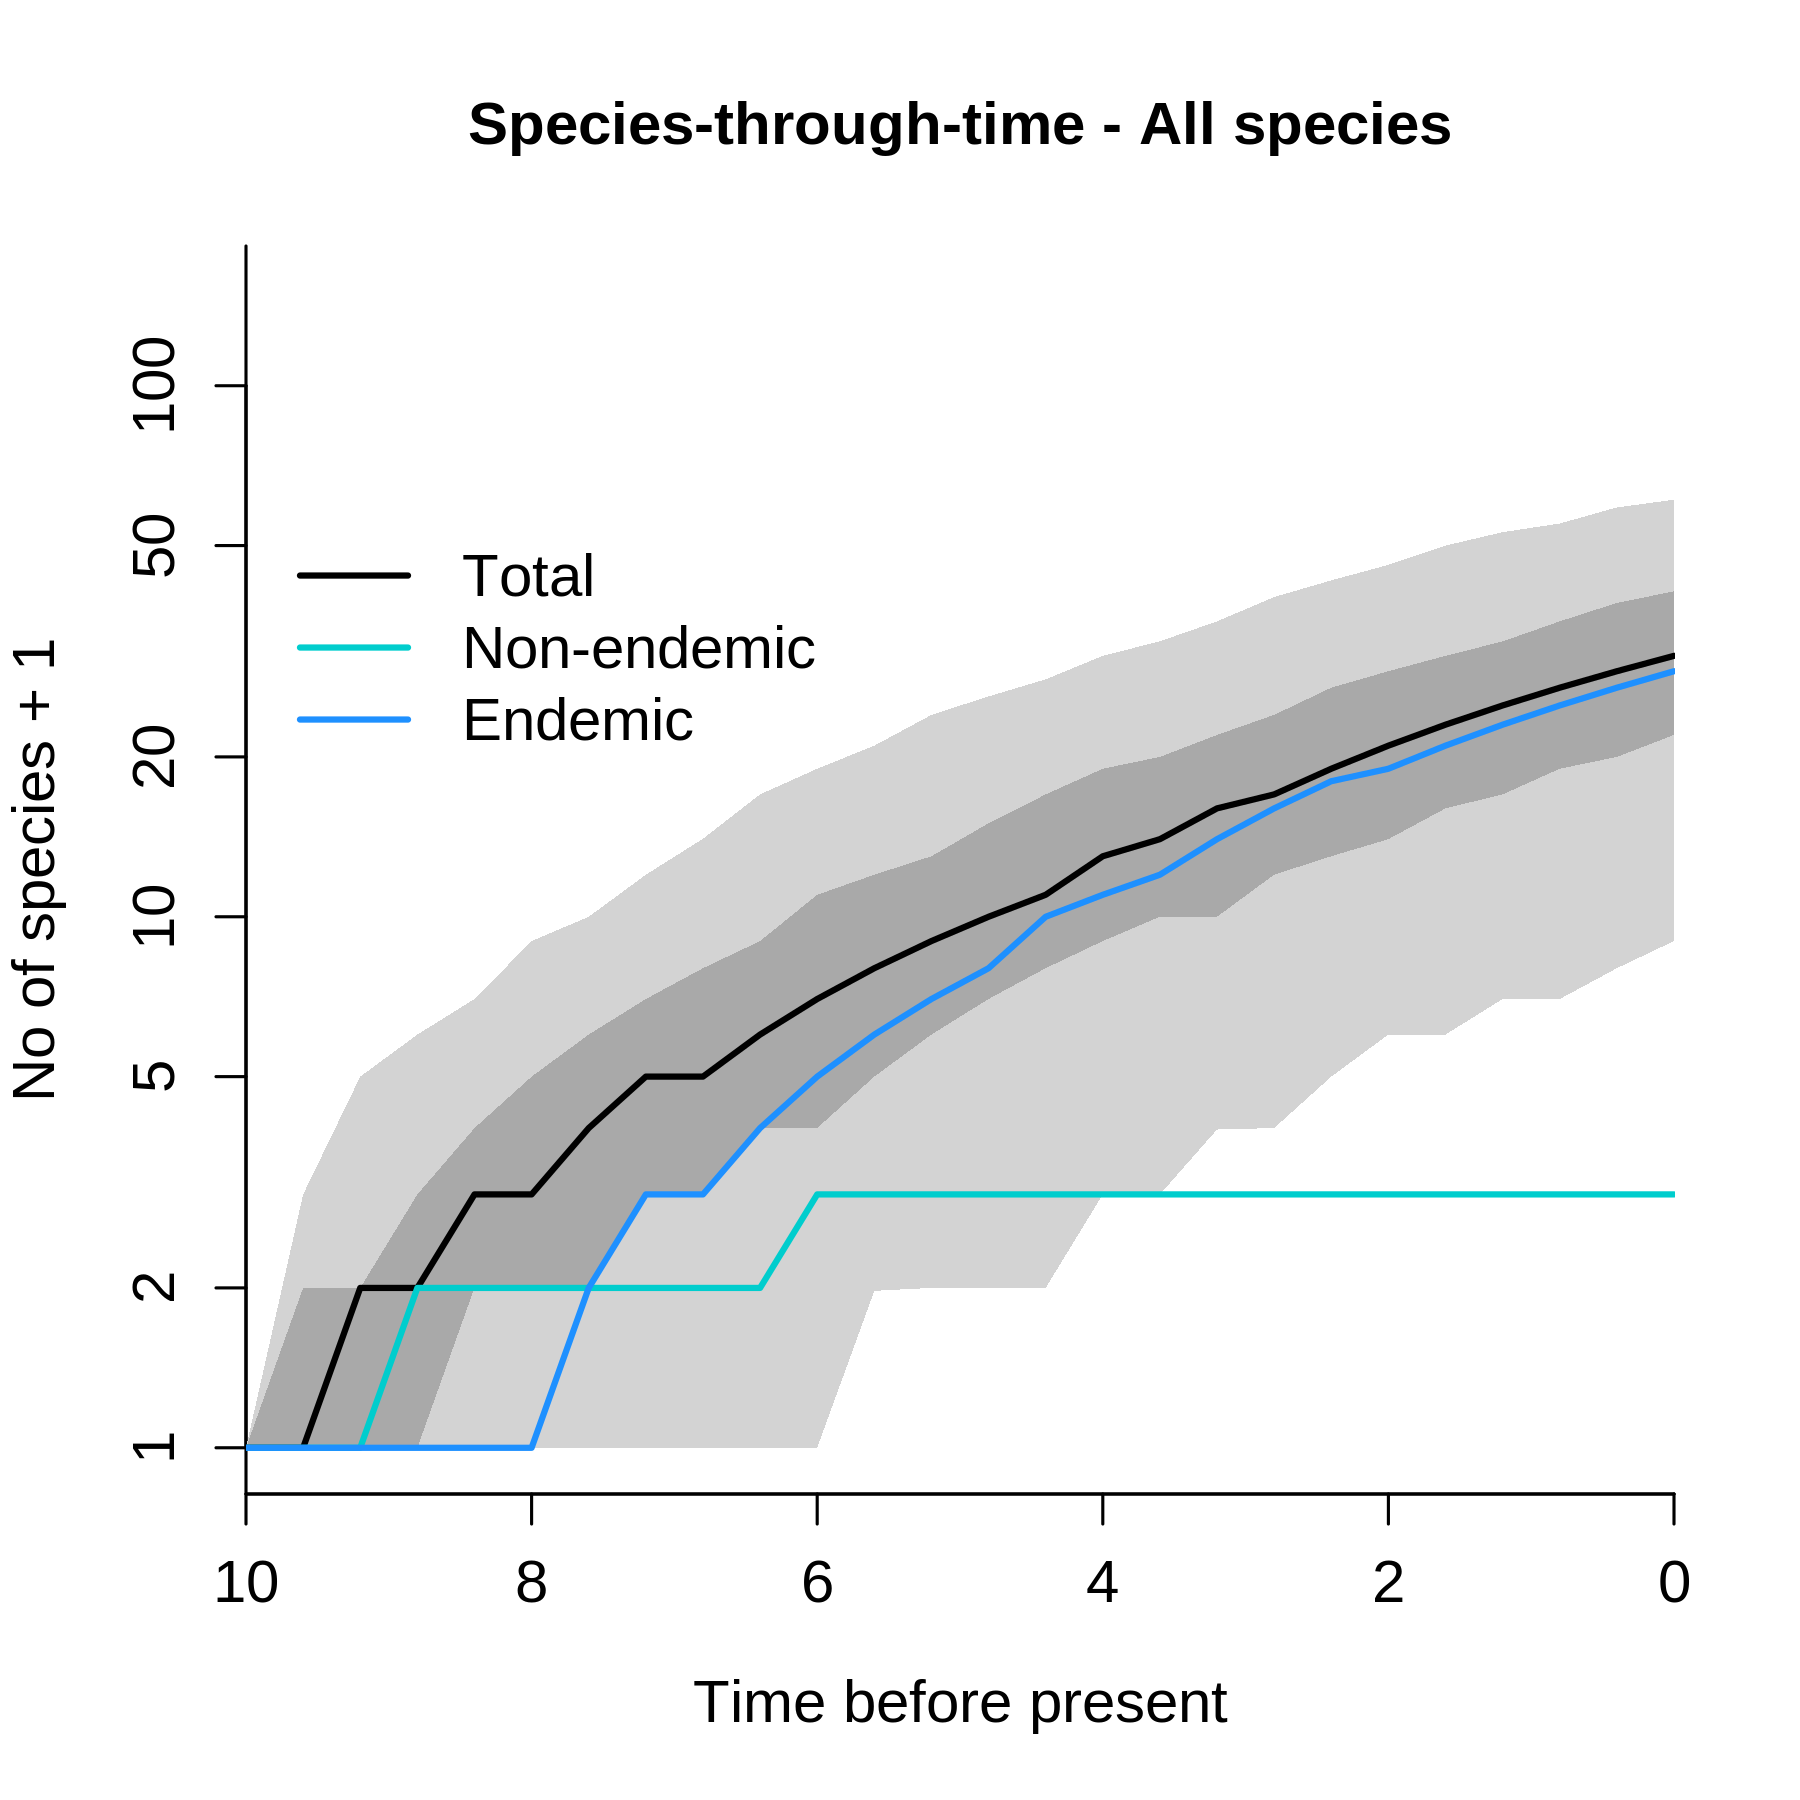 Species-through-time - All species
No of species + 1
100
50
20
10
5
2
1
Total
Non-endemic
Endemic
10 8 6 4 2 0
Time before present